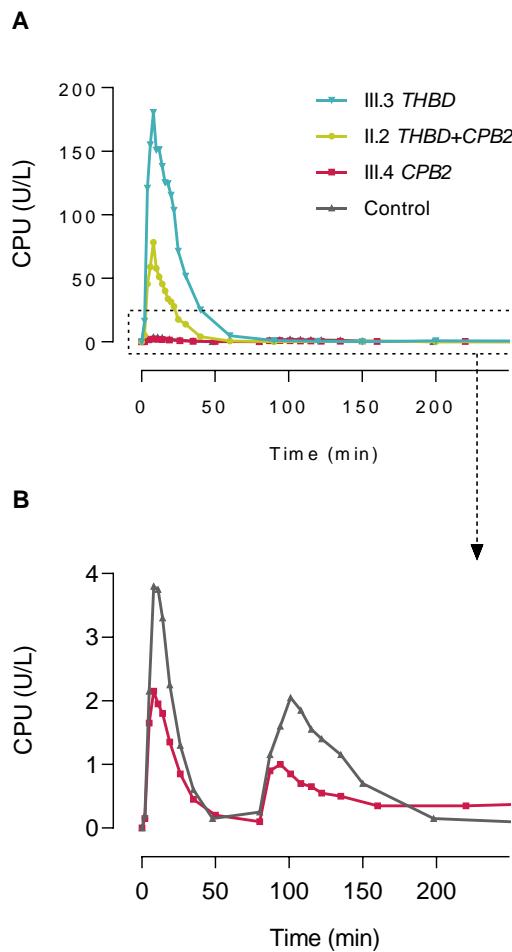 A
200
150
100
50
0
CPU (U/L)
III.3 THBD
II.2 THBD+CPB2
III.4 CPB2
Control
0 50 100 150 200
Time (min)
B
4
3
2
1
0
CPU (U/L)
0 50 100 150 200
Time (min)